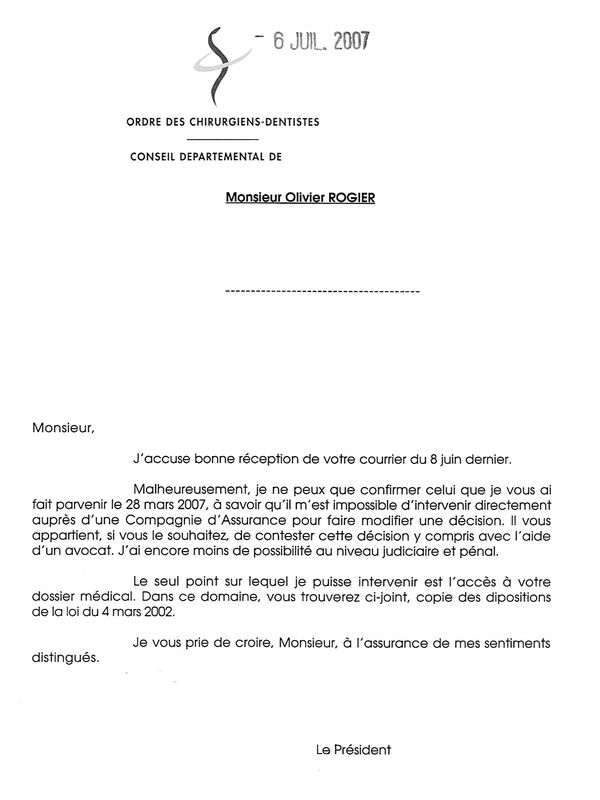 - 6 JUIL. 2007
ORDRE DES CHIRURGIENS-DENTISTES
CONSEIL DEPARTEMENTAL DE
Monsieur Olivier ROGIER
---------------------------------------
Monsieur,
J'accuse bonne réception de votre courrier du 8 juin dernier.
Malheureusement, je ne peux que confirmer celui que je vous ai
fait parvenir le 28 mars 2007, à savoir qu'il m'est impossible d'intervenir directement
auprès d'une Compagnie d'Assurance pour faire modifier une décision. Il vous
appartient, si vous le souhaitez, de contester cette décision y compris avec l'aide
d'un avocat. J'ai encore moins de possibilité au niveau judiciaire et pénal.
Le seul point sur lequel je puisse intervenir est l'accès à votre
dossier médical. Dans ce domaine, vous trouverez ci-joint, copie des dipositions
de la loi du 4 mars 2002.
Je vous prie de croire, Monsieur, à l'assurance de mes sentiments
distingués.
Le Président